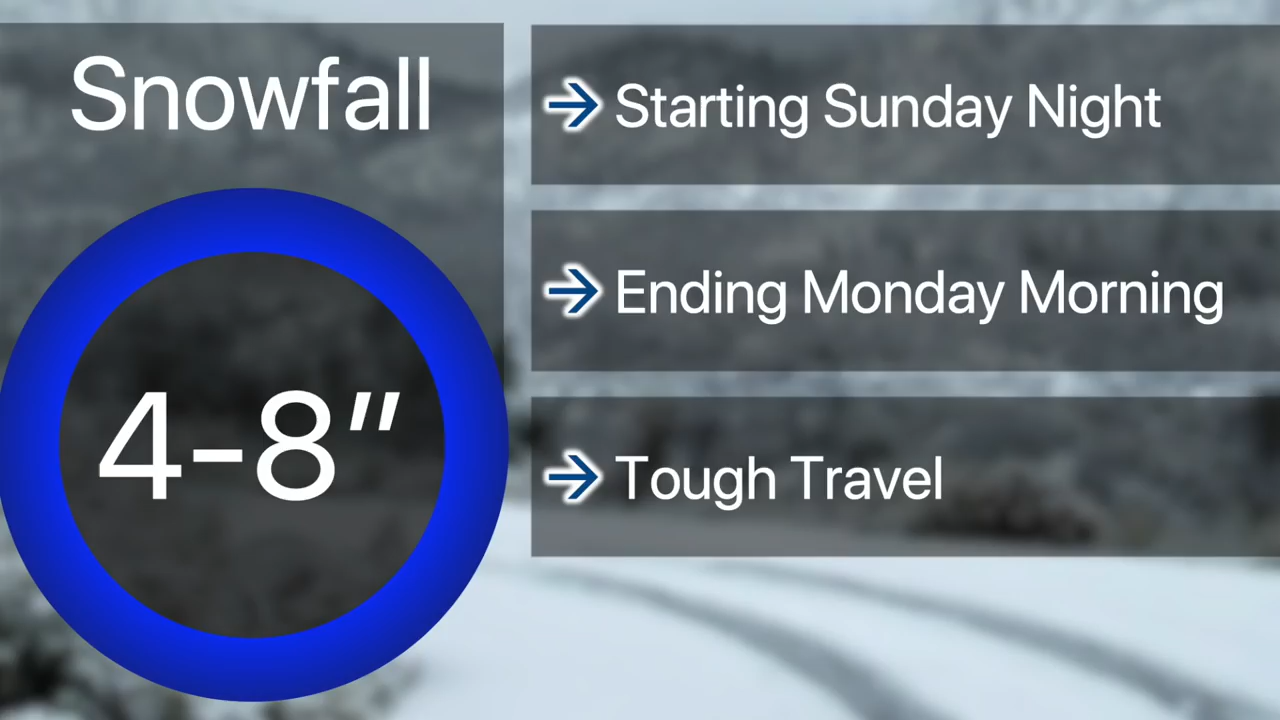 Snowfall
4-8"
Starting Sunday Night
Ending Monday Morning
Tough Travel